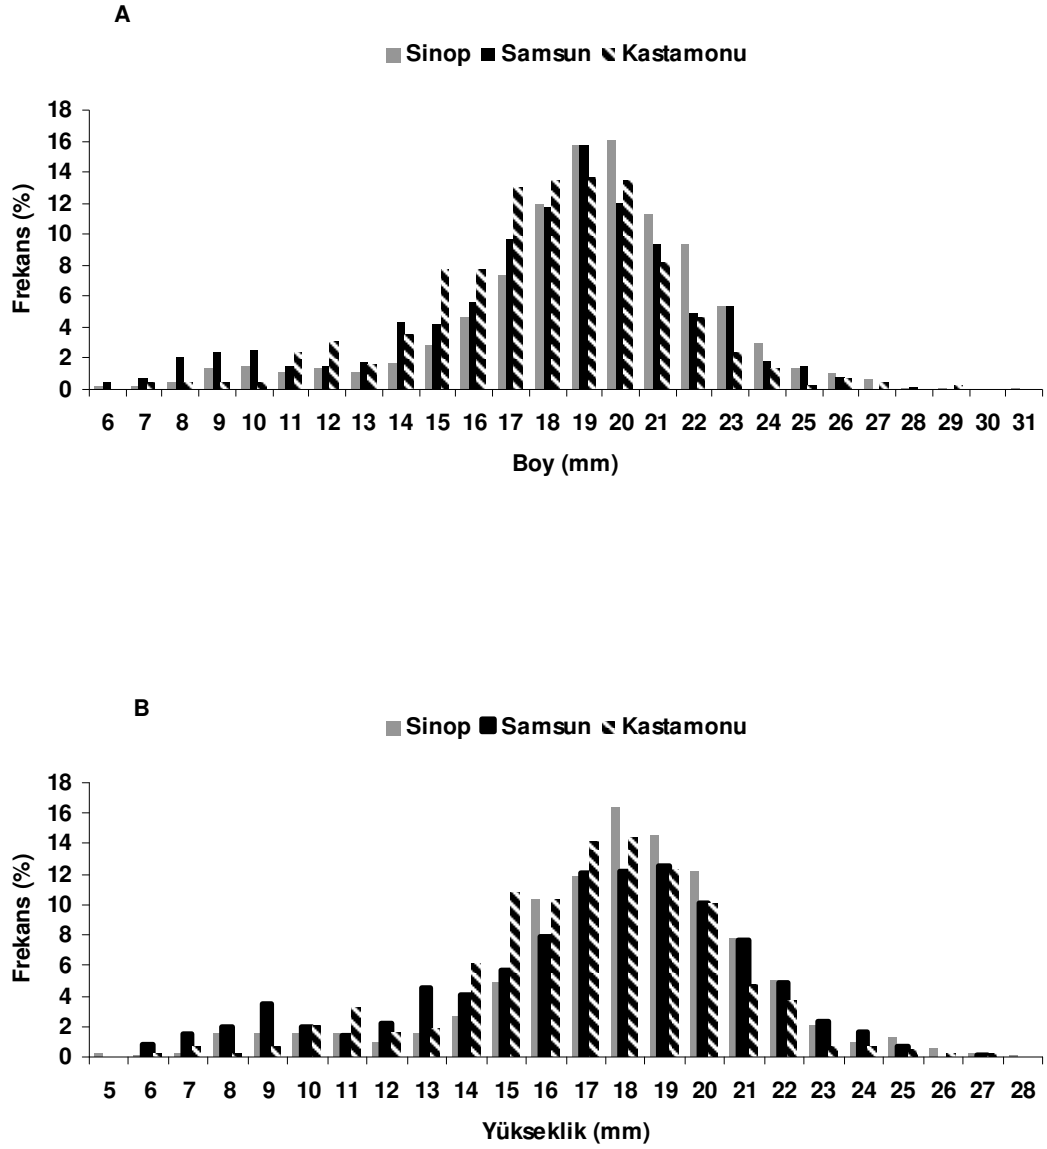 A
Sinop Samsun Kastamonu
18
16
14
12
10
8
6
4
2
0
Frekans (%)
6 7 8 9 10 11 12 13 14 15 16 17 18 19 20 21 22 23 24 25 26 27 28 29 30 31
Boy (mm)
B
Sinop Samsun Kastamonu
18
16
14
12
10
8
6
4
2
0
Frekans (%)
5 6 7 8 9 10 11 12 13 14 15 16 17 18 19 20 21 22 23 24 25 26 27 28
Yükseklik (mm)